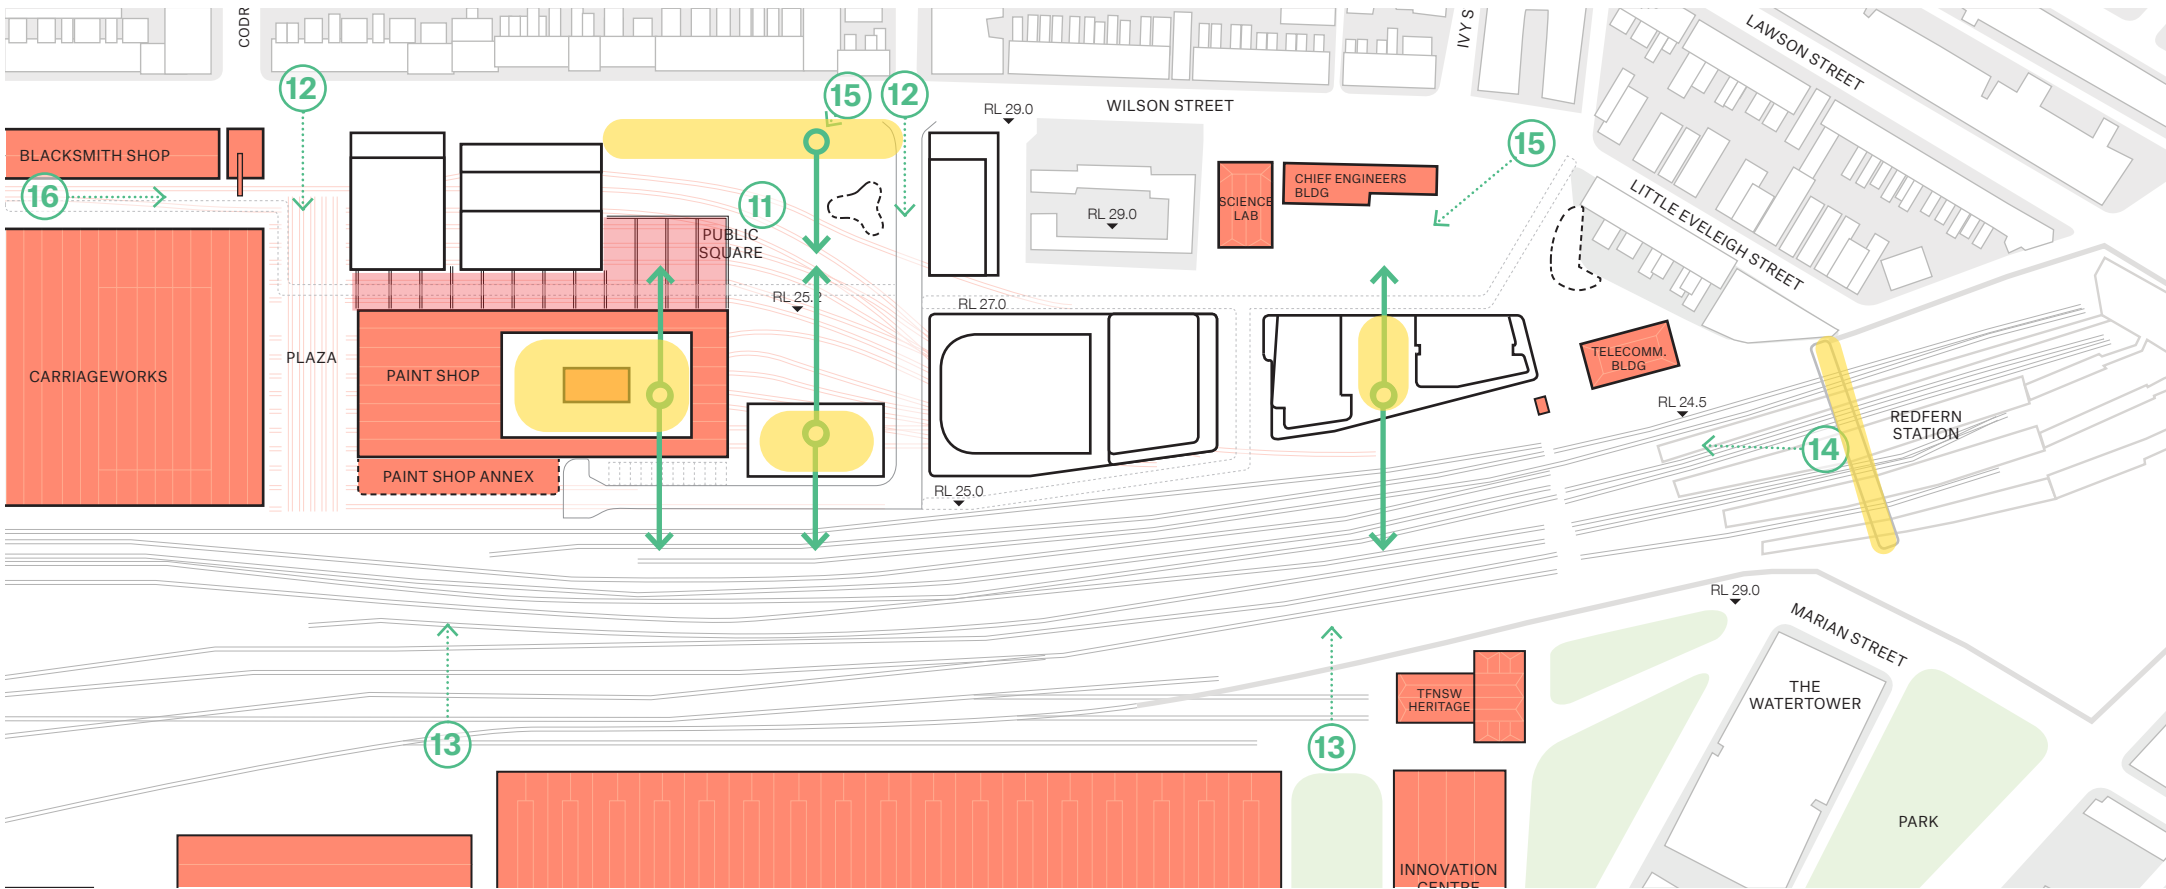 CODR
IVY S
LAWSON STREET
12
15
12
WILSON STREET
RL 29.0
15
BLACKSMITH SHOP
16
11
CHIEF ENGINEERS
BLDG
SCIENCE
LAB
RL 29.0
LITTLE EVELEIGH STREET
PUBLIC
SQUARE
RL 25.2
RL 27.0
PLAZA
CARRIAGEWORKS
PAINT SHOP
TELECOMM.
BLDG
RL 24.5
REDFERN
STATION
14
PAINT SHOP ANNEX
RL 25.0
RL 29.0
MARIAN STREET
TFNSW
HERITAGE
THE
WATERTOWER
13
13
PARK
INNOVATION
CENTRE